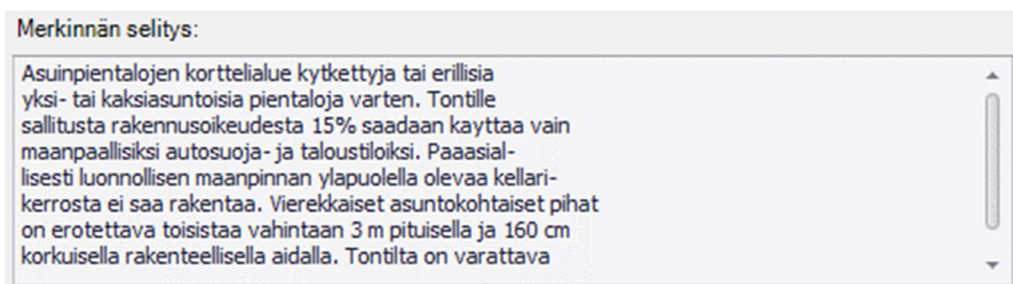 Merkinnän selitys:
Asuinpientalojen korttelialue kytkettyja tai erillisia
yksi- tai kaksiasuntoisia pientaloja varten. Tontille
sallitusta rakennusoikeudesta 15% saadaan kayttaa vain
maanpaallisiksi autosuoja- ja taloustiloiksi. Paaasial-
lisesti luonnollisen maanpinnan ylapuolella olevaa kellari-
kerrosta ei saa rakentaa. Vierekkaiset asuntokohtaiset pihat
on erotettava toisistaa vahintaan 3 m pituisella ja 160 cm
korkuisella rakenteellisella aidalla. Tontilta on varattava